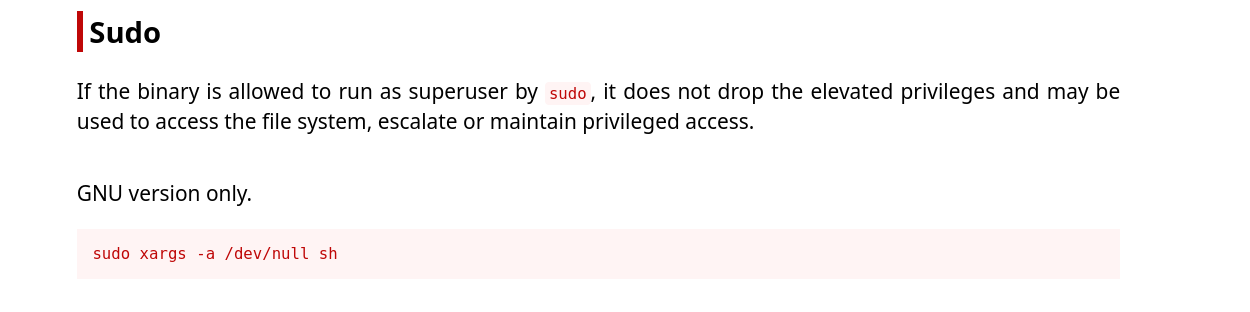 Sudo
If the binary is allowed to run as superuser by sudo, it does not drop the elevated privileges and may be
used to access the file system, escalate or maintain privileged access.
GNU version only.
sudo xargs -a /dev/null sh